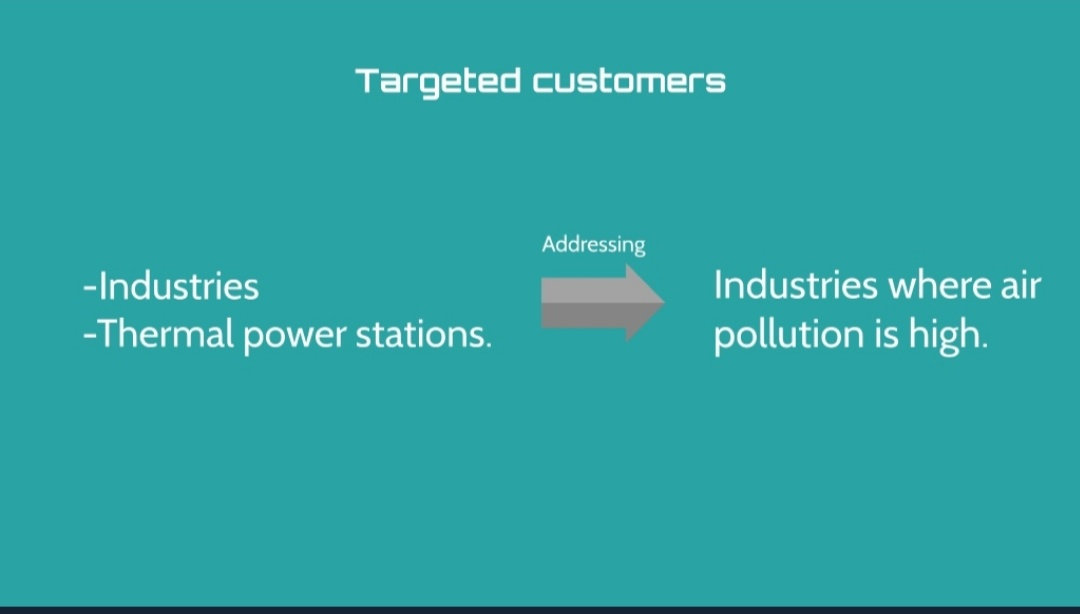 Targeted customers
-Industries
-Thermal power stations.
Addressing
Industries where air
pollution is high.